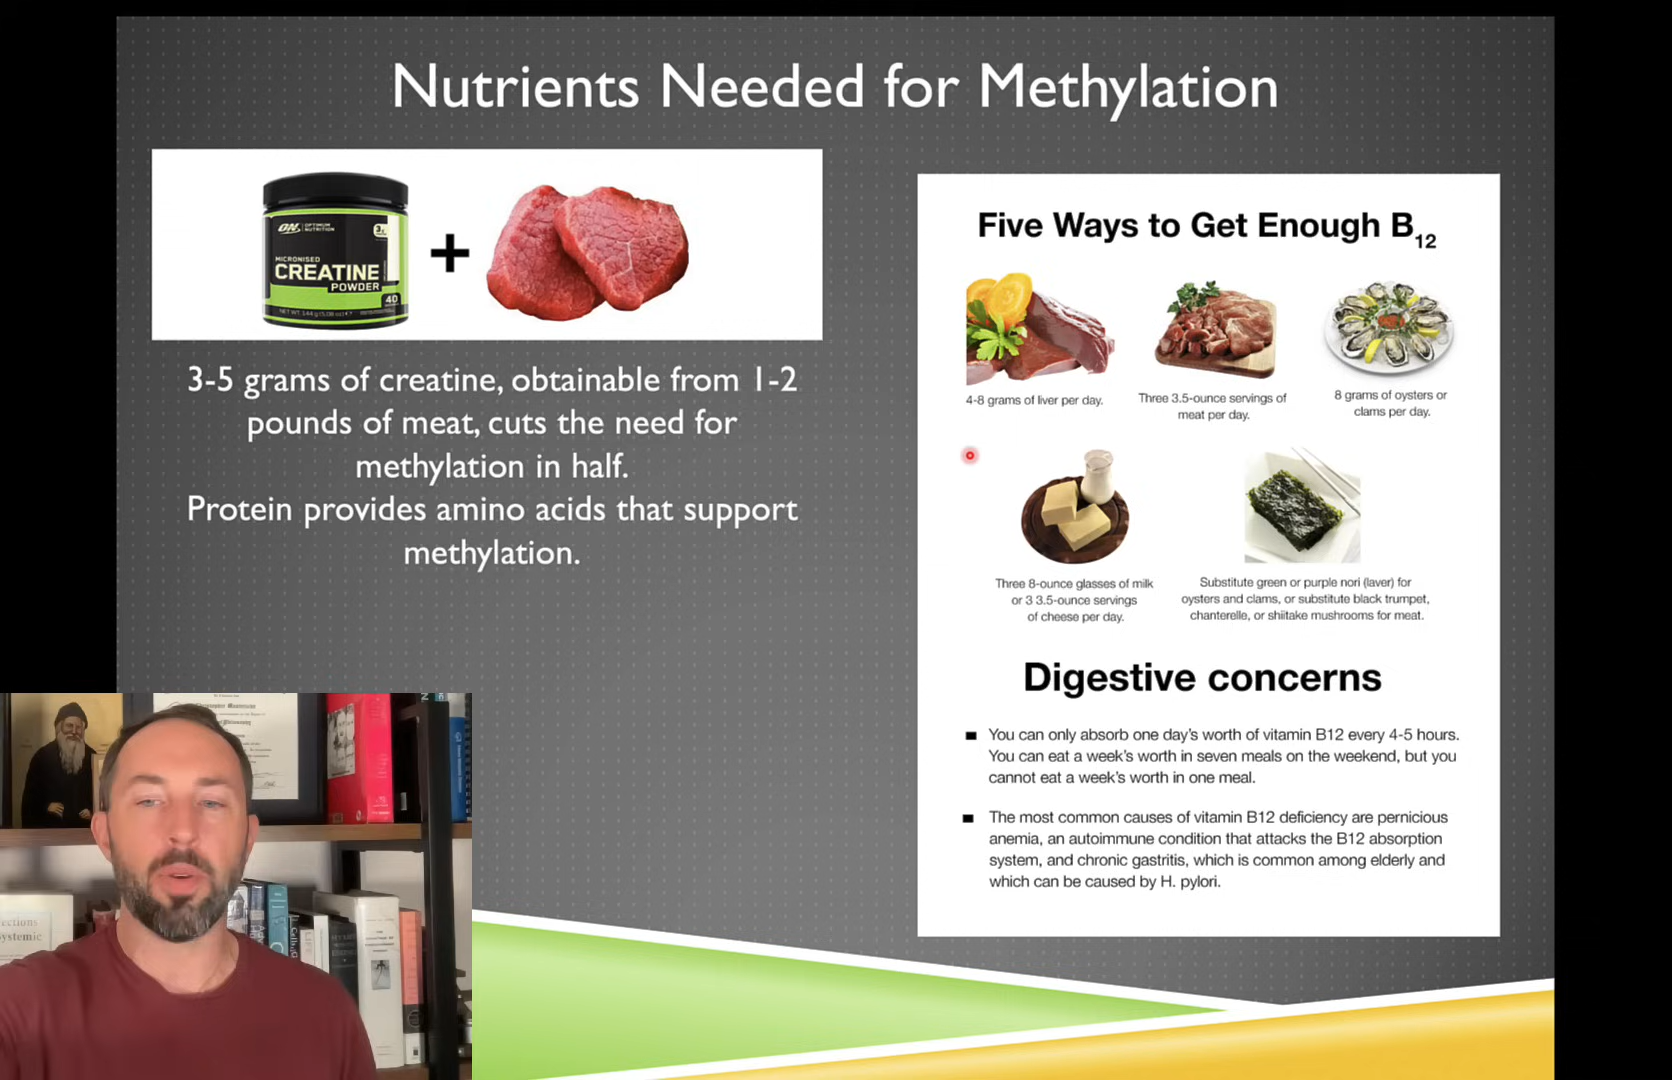 Nutrients Needed for Methylation
ON OPTIMUM
NUTRITION
MICRONISED
CREATINE
POWDER
40
+
3-5 grams of creatine, obtainable from 1-2
pounds of meat, cuts the need for
methylation in half.
Protein provides amino acids that support
methylation.
Five Ways to Get Enough B12
4-8 grams of liver per day.
Three 3.5-ounce servings of
meat per day.
8 grams of oysters or
clams per day.
Three 8-ounce glasses of milk
or 3 3.5-ounce servings
of cheese per day.
Substitute green or purple nori (laver) for
oysters and clams, or substitute black trumpet,
chanterelle, or shiitake mushrooms for meat.
Digestive concerns
You can only absorb one day's worth of vitamin B12 every 4-5 hours.
You can eat a week's worth in seven meals on the weekend, but you
cannot eat a week's worth in one meal.
The most common causes of vitamin B12 deficiency are pernicious
anemia, an autoimmune condition that attacks the B12 absorption
system, and chronic gastritis, which is common among elderly and
which can be caused by H. pylori.